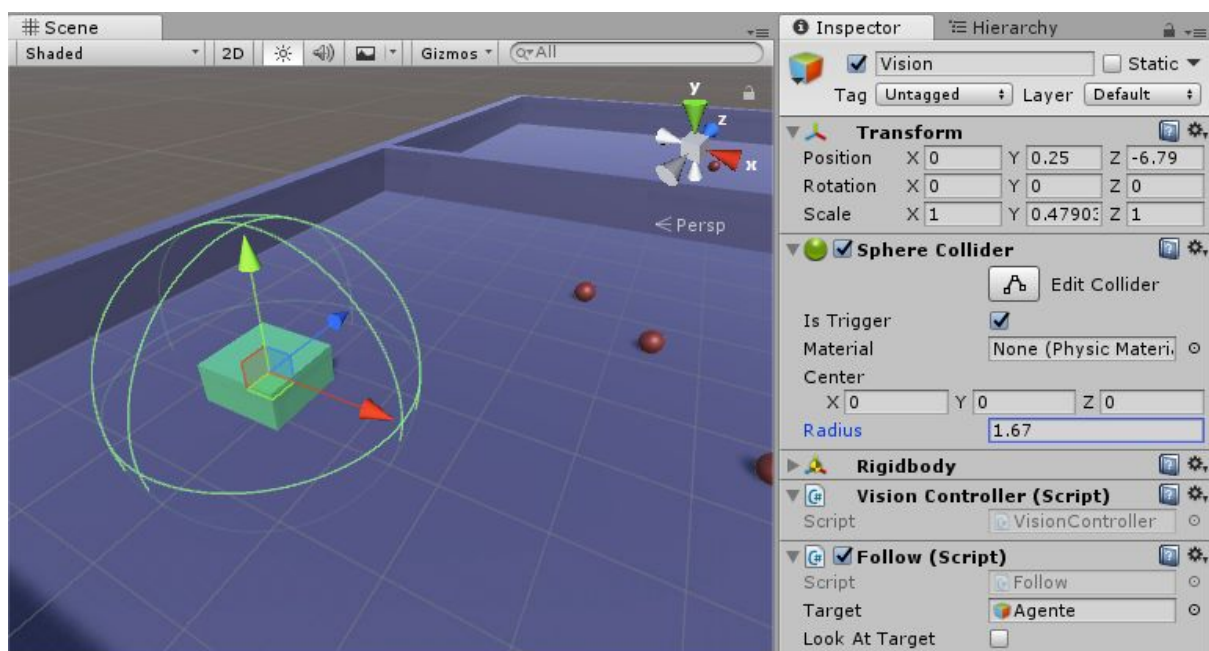 Scene
Shaded 2D Gizmos All
y
z
x
Persp
Inspector Hierarchy
Vision Static
Tag Untagged Layer Default
Transform
Position X 0 Y 0.25 Z -6.79
Rotation X 0 Y 0 Z 0
Scale X 1 Y 0.47903 Z 1
Sphere Collider
Edit Collider
Is Trigger
Material None (Physic Materi
Center
X 0 Y 0 Z 0
Radius 1.67
Rigidbody
C# Vision Controller (Script)
Script VisionController
C# Follow (Script)
Script Follow
Target Agente
Look At Target